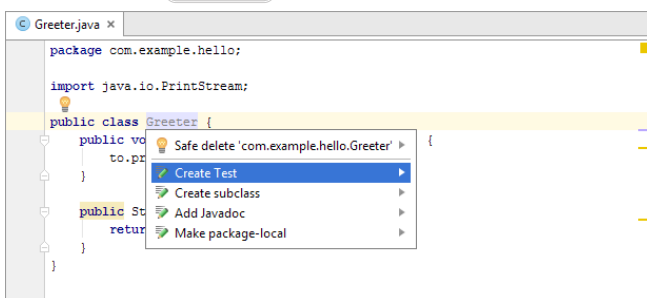 Greeter.java
package com.example.hello;
import java.io.PrintStream;
public class Greeter {
public vo {
Safe delete 'com.example.hello.Greeter'
to.pr
Create Test
}
Create subclass
public St
Add Javadoc
retur
Make package-local
}
}